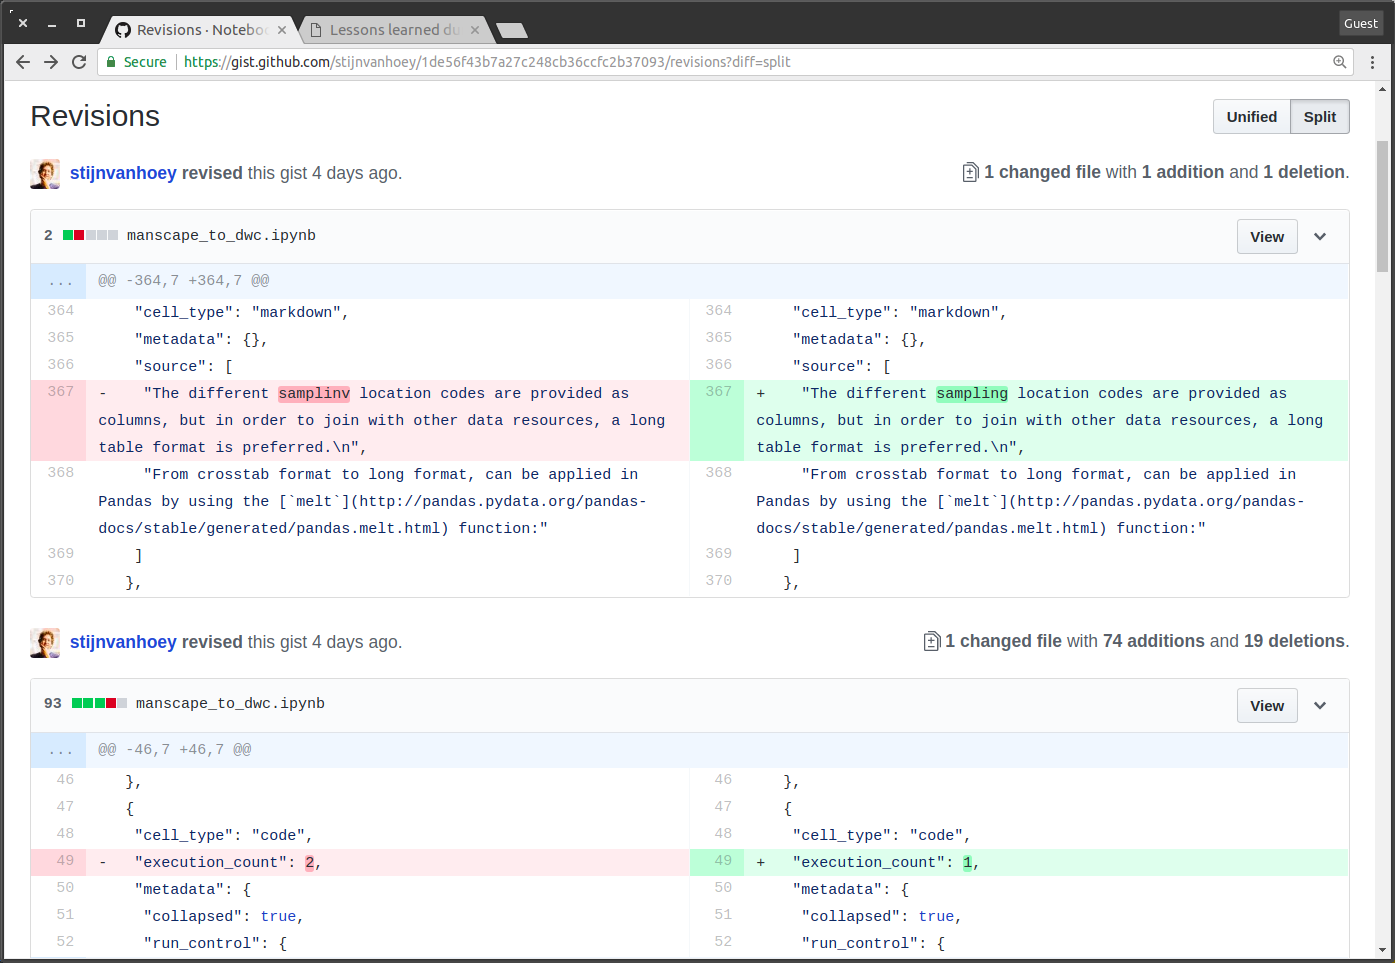 Revisions · Notebo
Lessons learned du
Guest
Secure
https://gist.github.com/stijnvanhoey/1de56f43b7a27c248cb36ccfc2b37093/revisions?diff=split
Revisions
Unified
Split
stijnvanhoey revised this gist 4 days ago.
1 changed file with 1 addition and 1 deletion.
2 manscape_to_dwc.ipynb
View
... @@ -364,7 +364,7 @@
364 "cell_type": "markdown",
364 "cell_type": "markdown",
365 "metadata": {},
365 "metadata": {},
366 "source": [
366 "source": [
367 - "The different samplinv location codes are provided as
columns, but in order to join with other data resources, a long
table format is preferred.\n",
367 + "The different sampling location codes are provided as
columns, but in order to join with other data resources, a long
table format is preferred.\n",
368 "From crosstab format to long format, can be applied in
Pandas by using the [`melt`](http://pandas.pydata.org/pandas-
docs/stable/generated/pandas.melt.html) function:"
368 "From crosstab format to long format, can be applied in
Pandas by using the [`melt`](http://pandas.pydata.org/pandas-
docs/stable/generated/pandas.melt.html) function:"
369 ]
369 ]
370 },
370 },
stijnvanhoey revised this gist 4 days ago.
1 changed file with 74 additions and 19 deletions.
93 manscape_to_dwc.ipynb
View
... @@ -46,7 +46,7 @@
46 },
46 },
47 {
47 {
48 "cell_type": "code",
48 "cell_type": "code",
49 - "execution_count": 2,
49 + "execution_count": 1,
50 "metadata": {
50 "metadata": {
51 "collapsed": true,
51 "collapsed": true,
52 "run_control": {
52 "run_control": {